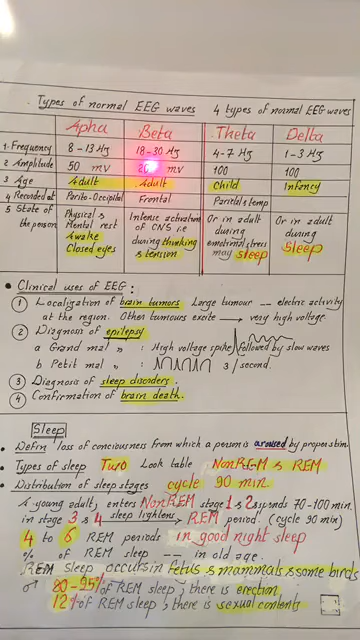 Types of normal EEG waves 4 types of normal EEG waves
Apha Beta Theta Delta
1. Frequency 8 - 13 Hz 18 - 30 Hz 4 - 7 Hz 1 - 3 Hz
2 Amplitude 50 mv mv 100 100
3 Age Adult Adult Child Infancy
4 Recorded at Parito-Occipital Frontal Parietal & temp
5 State of the person Physical & Mental rest Awake Closed eyes Intense activation of CNS i.e during thinking & tension Or in adult during emotional stress may sleep Or in adult during Sleep
• Clinical uses of EEG :
① Localization of brain tumors Large tumour -- electric activity
at the region. Other tumours excite → very high voltage
② Diagnosis of epilepsy
a Grand mal " : High voltage spike followed by slow waves
b Petit mal " : 3/second.
③ Diagnosis of sleep disorders.
④ Confirmation of brain death.
Sleep
• Defin loss of conciousness from which a person is aroused by proper stim.
• Types of sleep Two Look table NonREM & REM
• Distribution of sleep stages cycle 90 min.
A young adult, enters NonREM stage 1 & 2 spends 70-100 min.
in stage 3 & 4 sleep lightens → REM period. (cycle 90 min)
4 to 6 REM periods in good night sleep
% of REM sleep -- in old age.
REM sleep occurs in fetus & mammals & some birds
80-95% of REM sleep, there is erection
12% of REM sleep, there is sexual contents